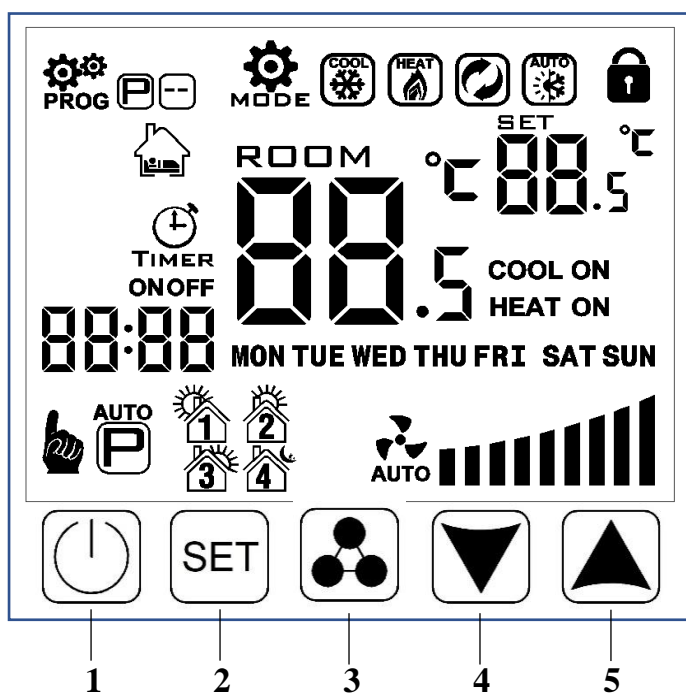 PROG P -- MODE COOL HEAT AUTO
SET
ROOM °C 88.5 °C
88.5
TIMER
ON OFF
COOL ON
HEAT ON
88:88
MON TUE WED THU FRI SAT SUN
AUTO
P
1 2
3 4
AUTO
SET
1 2 3 4 5